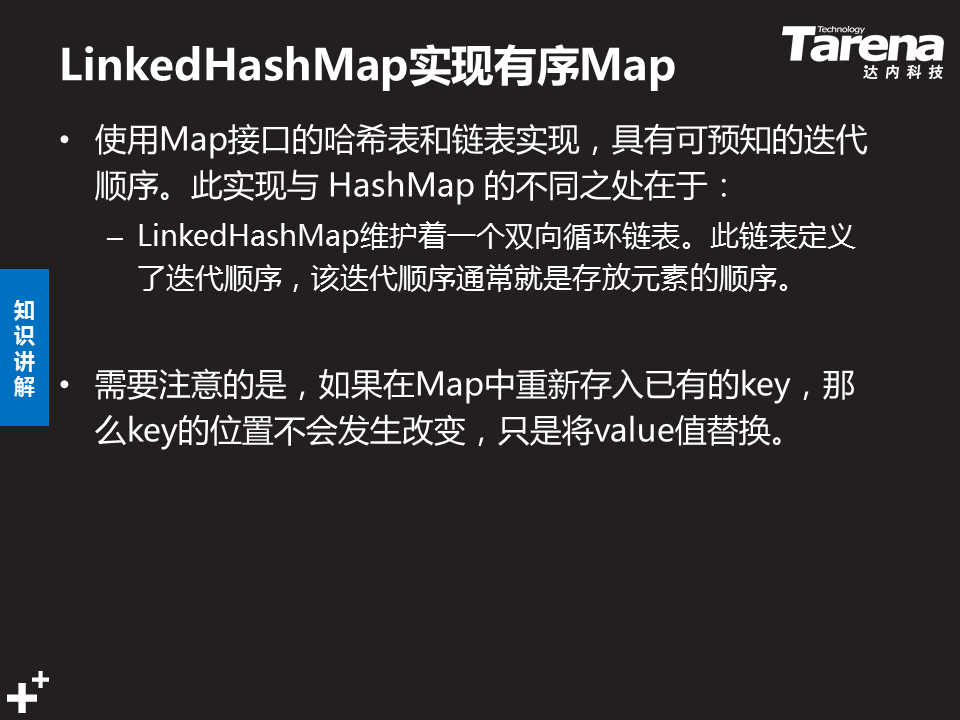 LinkedHashMap实现有序Map
Technology
Tarena
达内科技
• 使用Map接口的哈希表和链表实现，具有可预知的迭代
顺序。此实现与 HashMap 的不同之处在于：
– LinkedHashMap维护着一个双向循环链表。此链表定义
了迭代顺序，该迭代顺序通常就是存放元素的顺序。
知
识
讲
解
• 需要注意的是，如果在Map中重新存入已有的key，那
么key的位置不会发生改变，只是将value值替换。